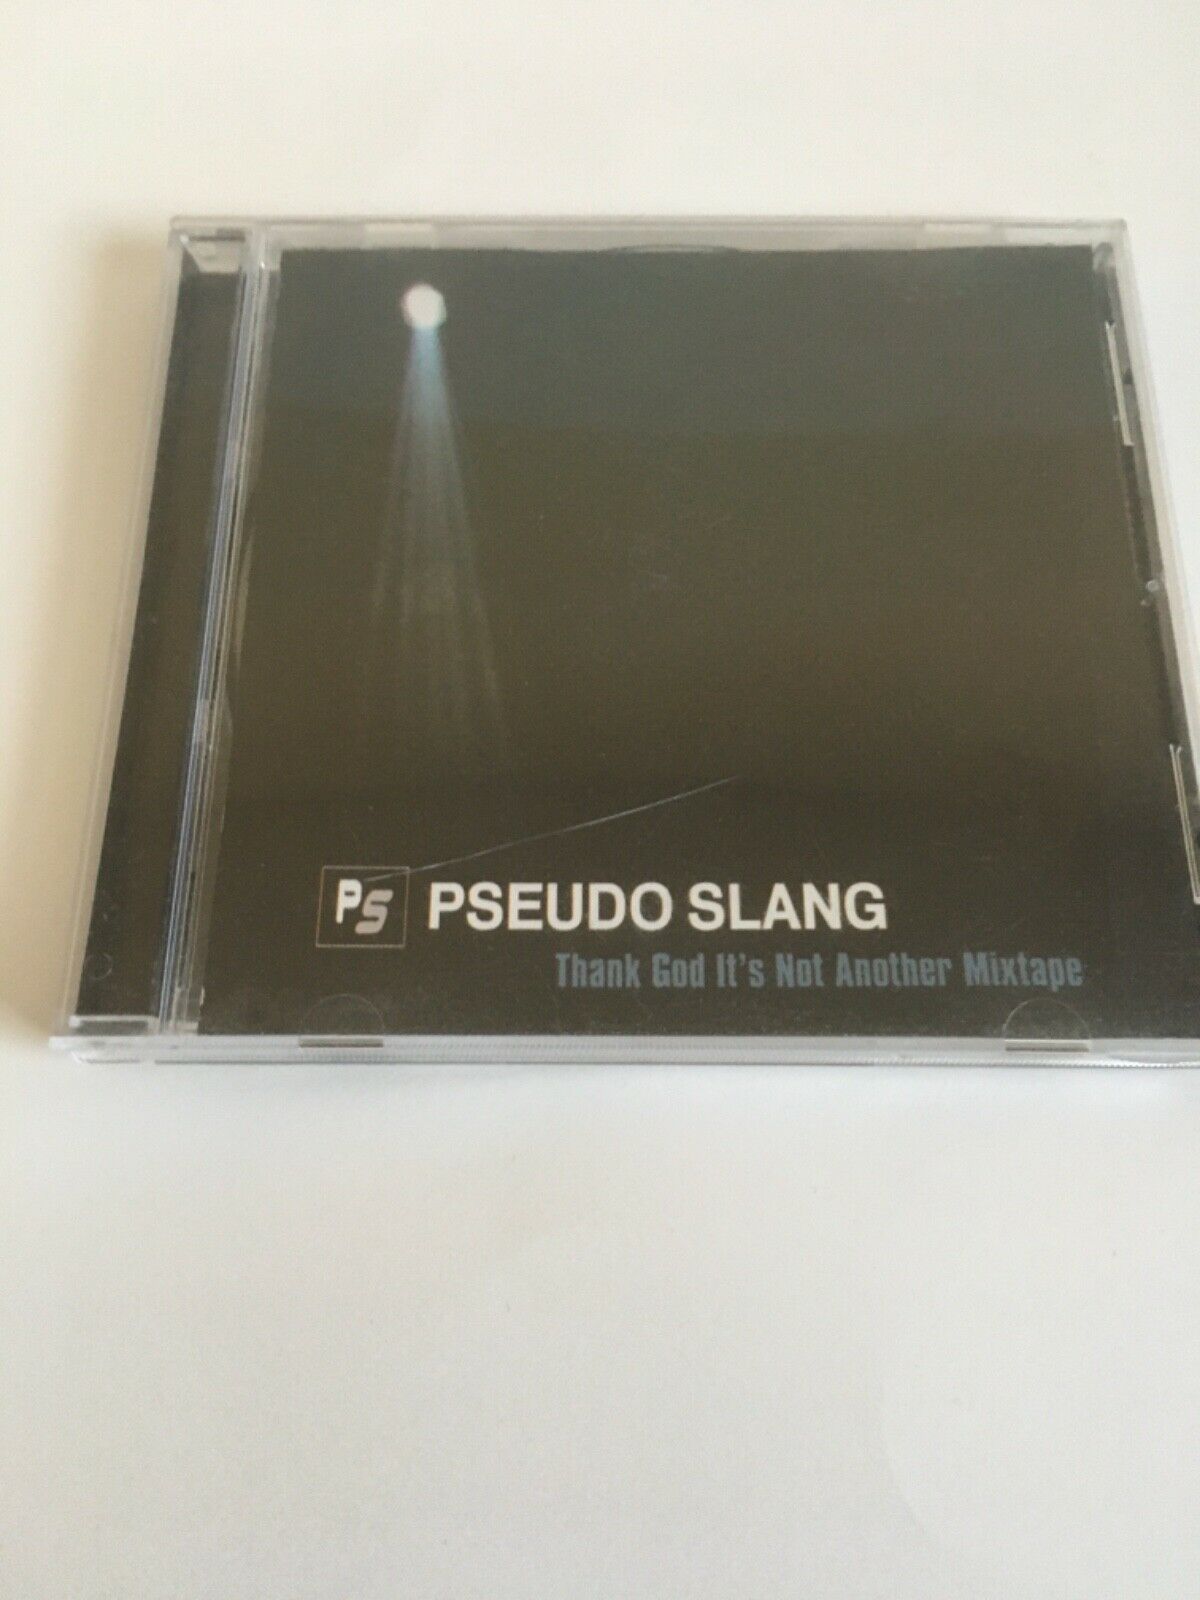 PS PSEUDO SLANG
Thank God It's Not Another Mixtape